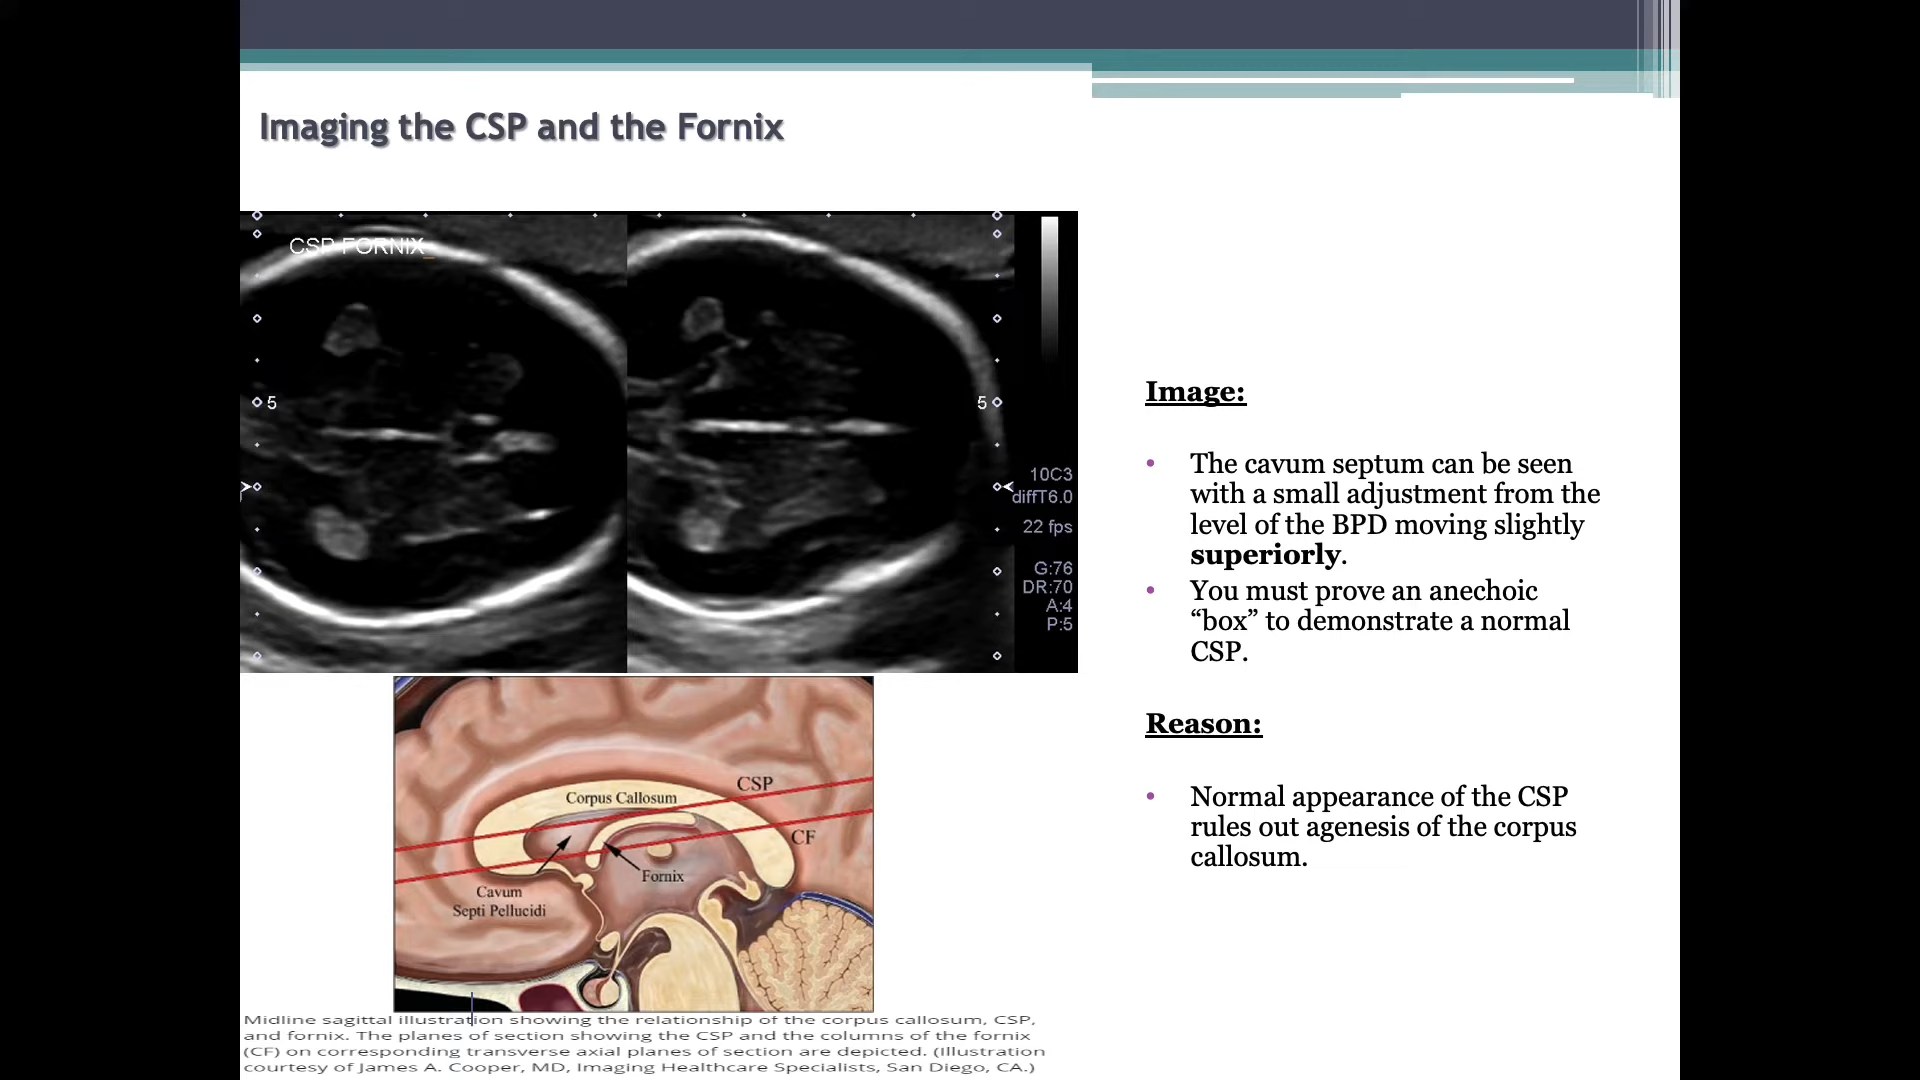 Imaging the CSP and the Fornix
CSP FORNIX_
5
5
10C3
diffT6.0
22 fps
G:76
DR:70
A:4
P:5
CSP
Corpus Callosum
CF
Fornix
Cavum
Septi Pellucidi
Midline sagittal illustration showing the relationship of the corpus callosum, CSP,
and fornix. The planes of section showing the CSP and the columns of the fornix
(CF) on corresponding transverse axial planes of section are depicted. (Illustration
courtesy of James A. Cooper, MD, Imaging Healthcare Specialists, San Diego, CA.)
Image:
• The cavum septum can be seen
with a small adjustment from the
level of the BPD moving slightly
superiorly.
• You must prove an anechoic
“box” to demonstrate a normal
CSP.
Reason:
• Normal appearance of the CSP
rules out agenesis of the corpus
callosum.